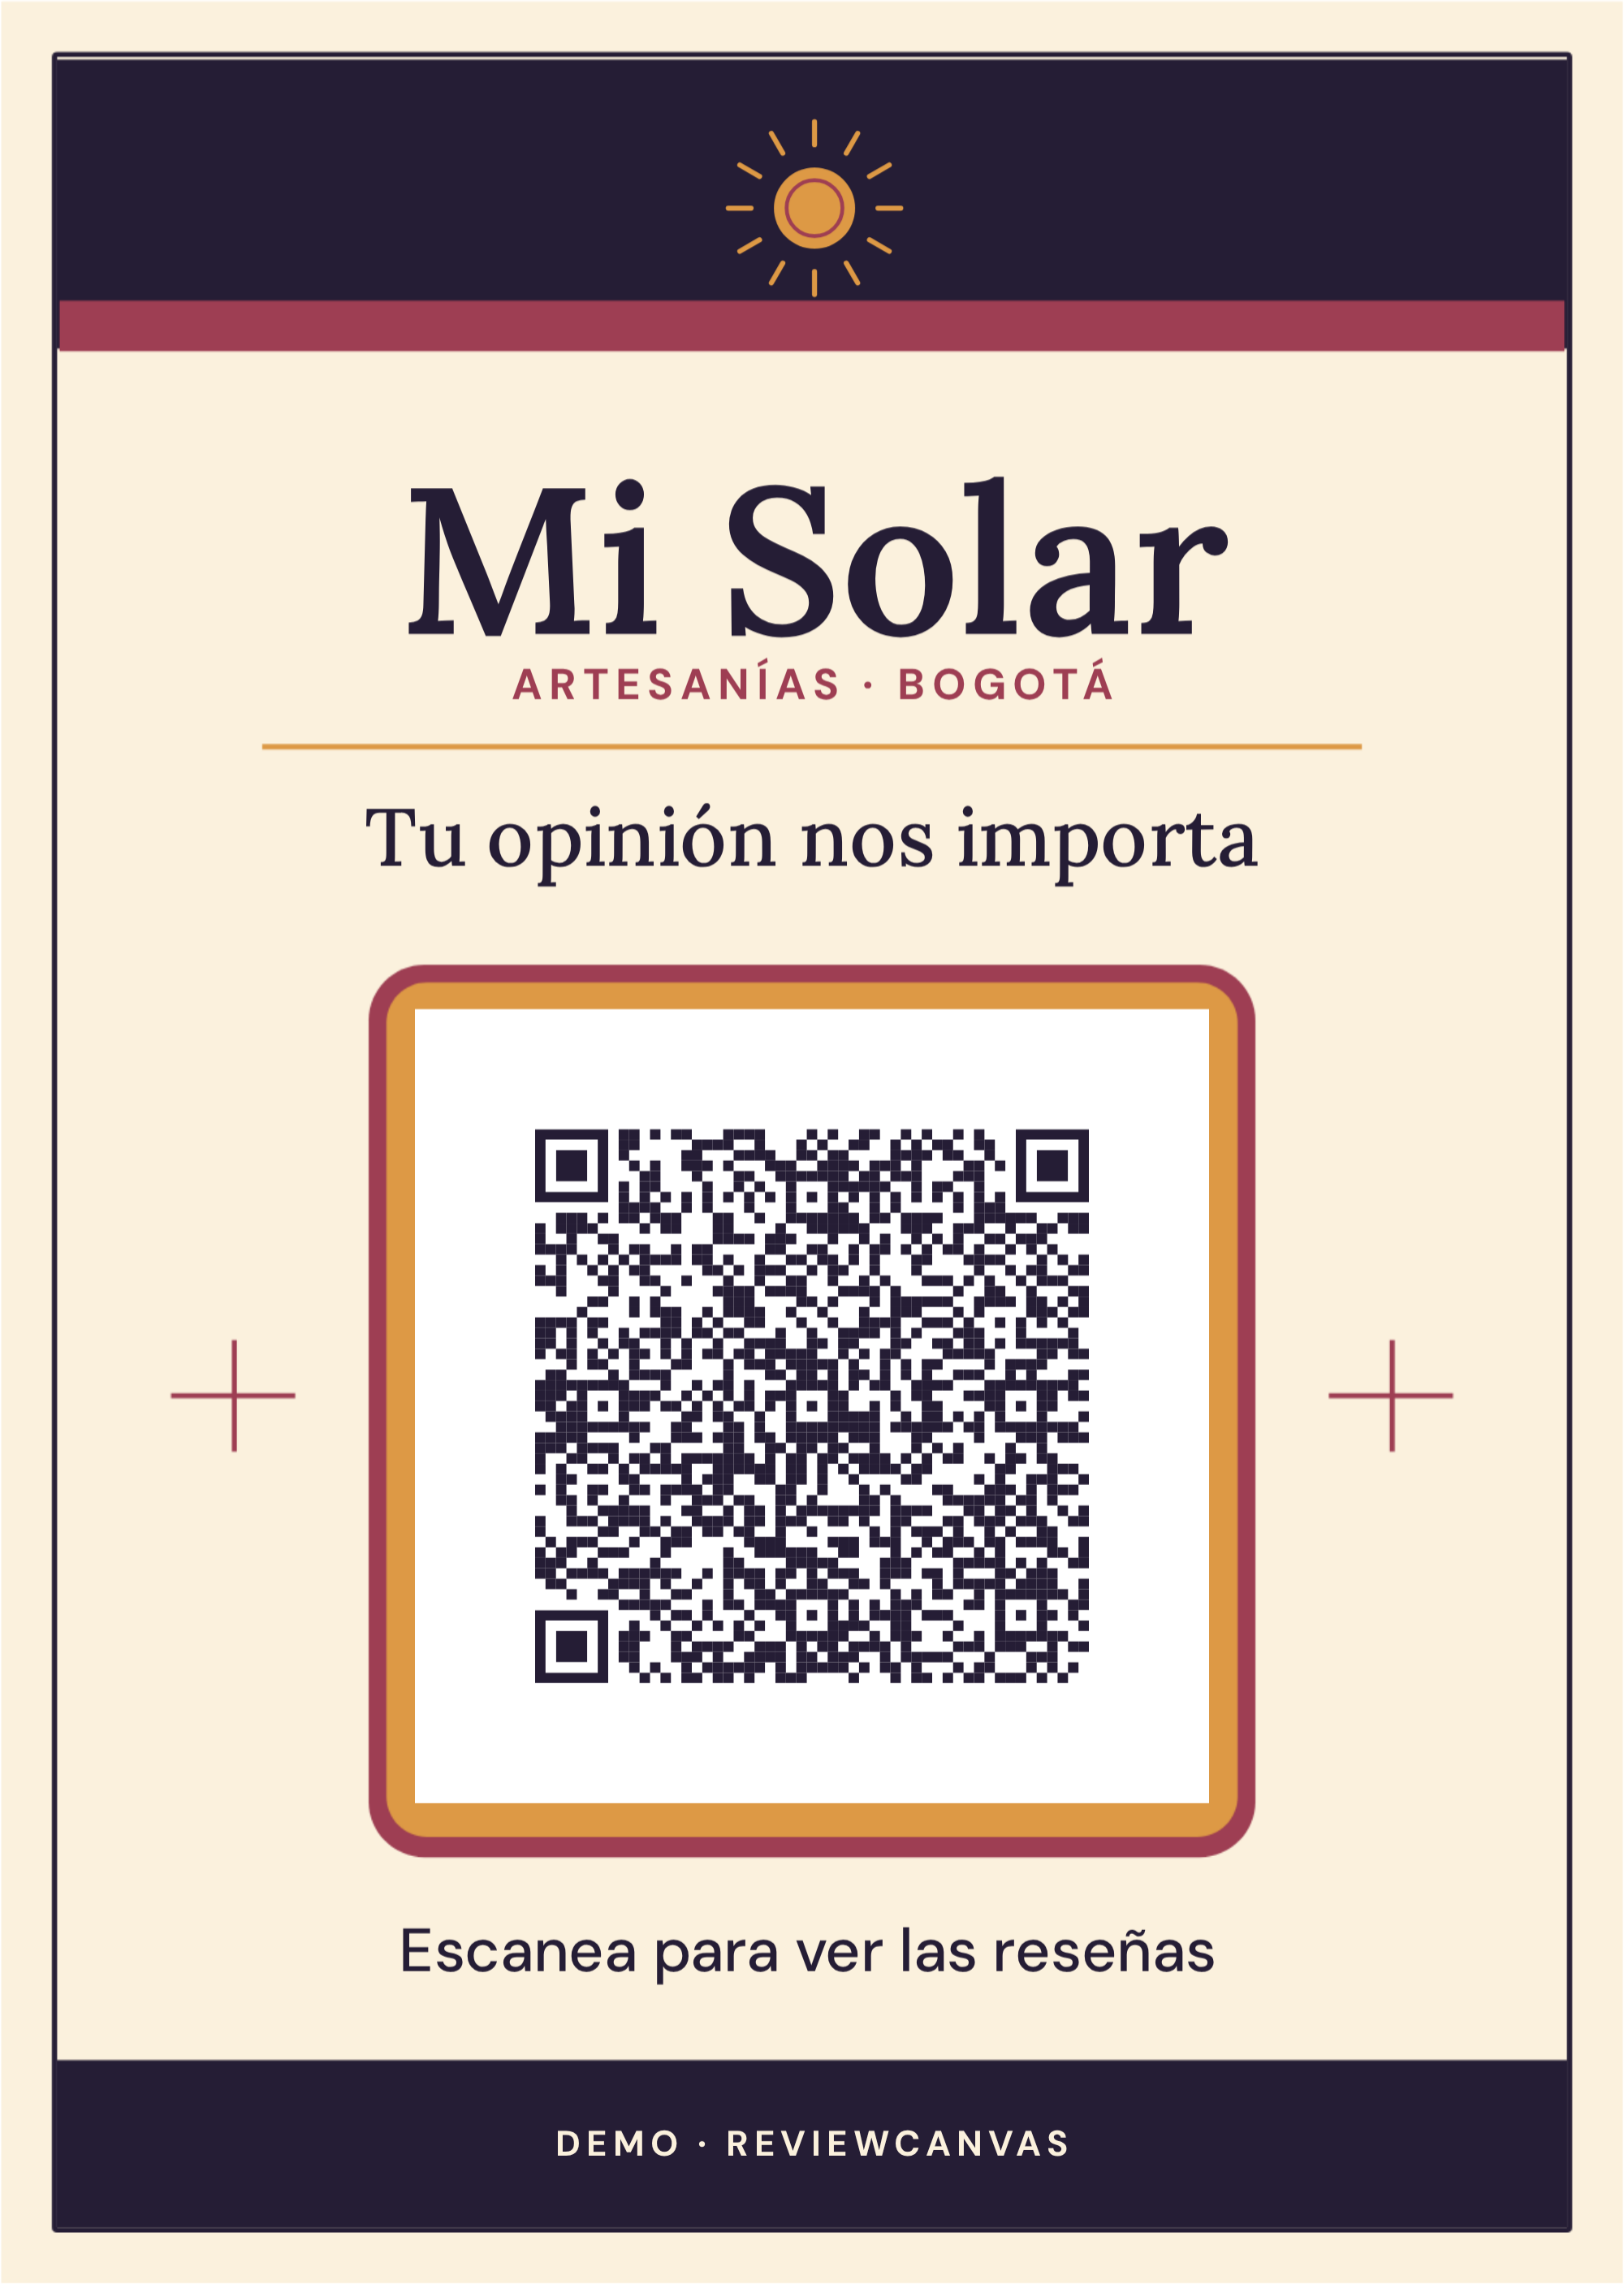 Mi Solar
ARTESANÍAS · BOGOTÁ
Tu opinión nos importa
Escanea para ver las reseñas
DEMO · REVIEWCANVAS